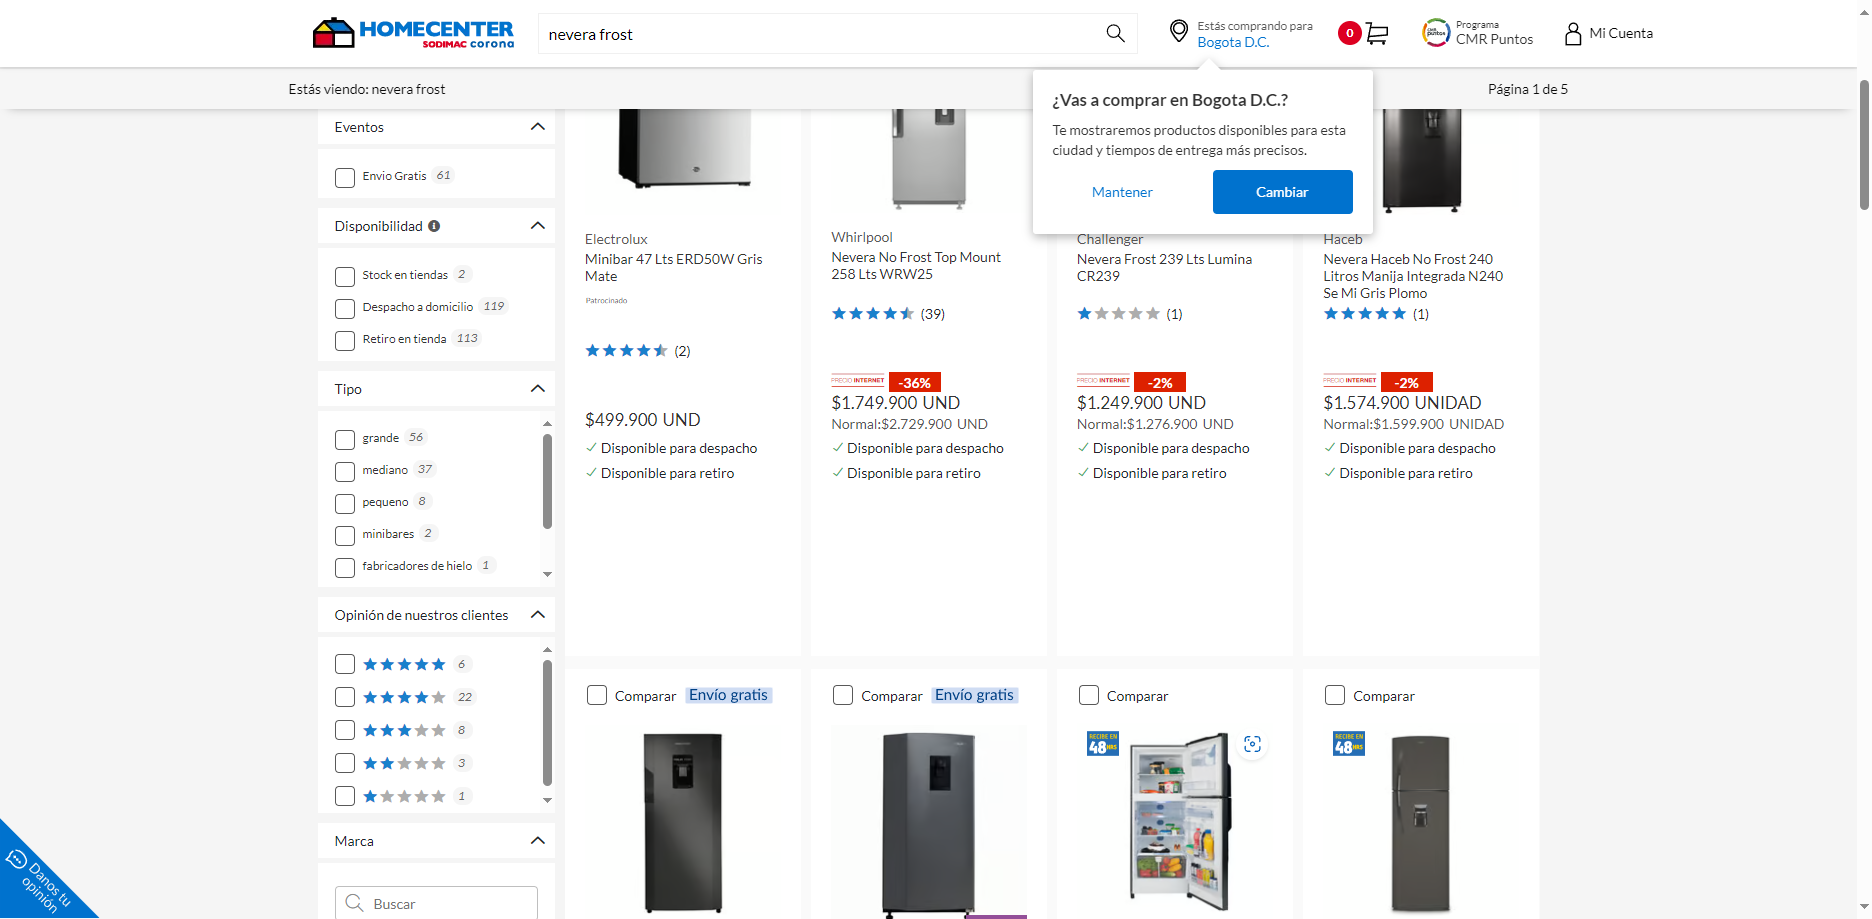 HOMECENTER
SODIMAC corona
nevera frost
Estás comprando para
Bogota D.C.
0
Programa
CMR Puntos
Mi Cuenta
Estás viendo: nevera frost
Página 1 de 5
¿Vas a comprar en Bogota D.C.?
Te mostraremos productos disponibles para esta
ciudad y tiempos de entrega más precisos.
Mantener
Cambiar
Eventos
Envio Gratis 61
Disponibilidad
Stock en tiendas 2
Despacho a domicilio 119
Retiro en tienda 113
Tipo
grande 56
mediano 37
pequeno 8
minibares 2
fabricadores de hielo 1
Opinión de nuestros clientes
6
22
8
3
1
Marca
Buscar
Danos tu
opinión
Electrolux
Minibar 47 Lts ERD50W Gris
Mate
Patrocinado
(2)
$499.900 UND
Disponible para despacho
Disponible para retiro
Whirlpool
Nevera No Frost Top Mount
258 Lts WRW25
(39)
PRECIO INTERNET -36%
$1.749.900 UND
Normal:$2.729.900 UND
Disponible para despacho
Disponible para retiro
Challenger
Nevera Frost 239 Lts Lumina
CR239
(1)
PRECIO INTERNET -2%
$1.249.900 UND
Normal:$1.276.900 UND
Disponible para despacho
Disponible para retiro
Haceb
Nevera Haceb No Frost 240
Litros Manija Integrada N240
Se Mi Gris Plomo
(1)
PRECIO INTERNET -2%
$1.574.900 UNIDAD
Normal:$1.599.900 UNIDAD
Disponible para despacho
Disponible para retiro
Comparar Envío gratis
Comparar Envío gratis
Comparar
RECIBE EN
48HRS
Comparar
RECIBE EN
48HRS